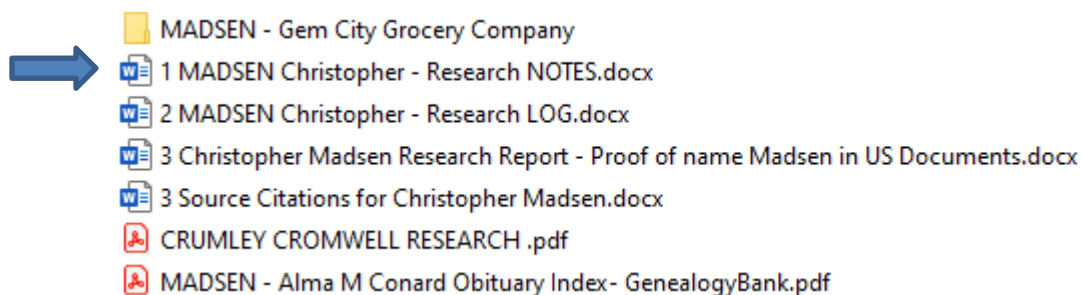 MADSEN - Gem City Grocery Company
1 MADSEN Christopher - Research NOTES.docx
2 MADSEN Christopher - Research LOG.docx
3 Christopher Madsen Research Report - Proof of name Madsen in US Documents.docx
3 Source Citations for Christopher Madsen.docx
CRUMLEY CROMWELL RESEARCH .pdf
MADSEN - Alma M Conard Obituary Index- GenealogyBank.pdf